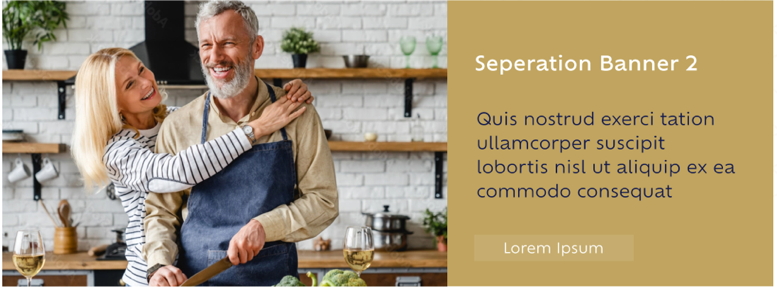 Seperation Banner 2
Quis nostrud exerci tation
ullamcorper suscipit
lobortis nisl ut aliquip ex ea
commodo consequat
Lorem Ipsum